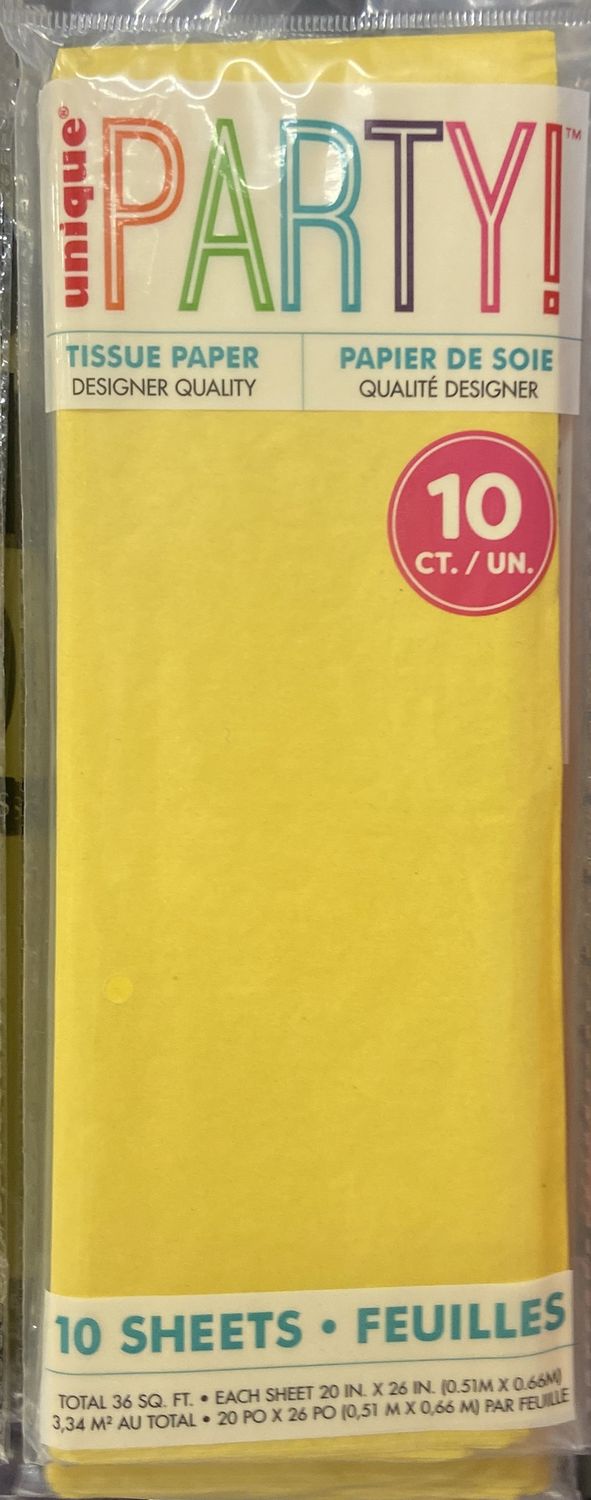 unique®
PARTY!™
TISSUE PAPER
DESIGNER QUALITY
PAPIER DE SOIE
QUALITÉ DESIGNER
10
CT. / UN.
10 SHEETS • FEUILLES
TOTAL 36 SQ. FT. • EACH SHEET 20 IN. X 26 IN. (0.51M X 0.66M)
3,34 M² AU TOTAL • 20 PO X 26 PO (0,51 M X 0,66 M) PAR FEUILLE